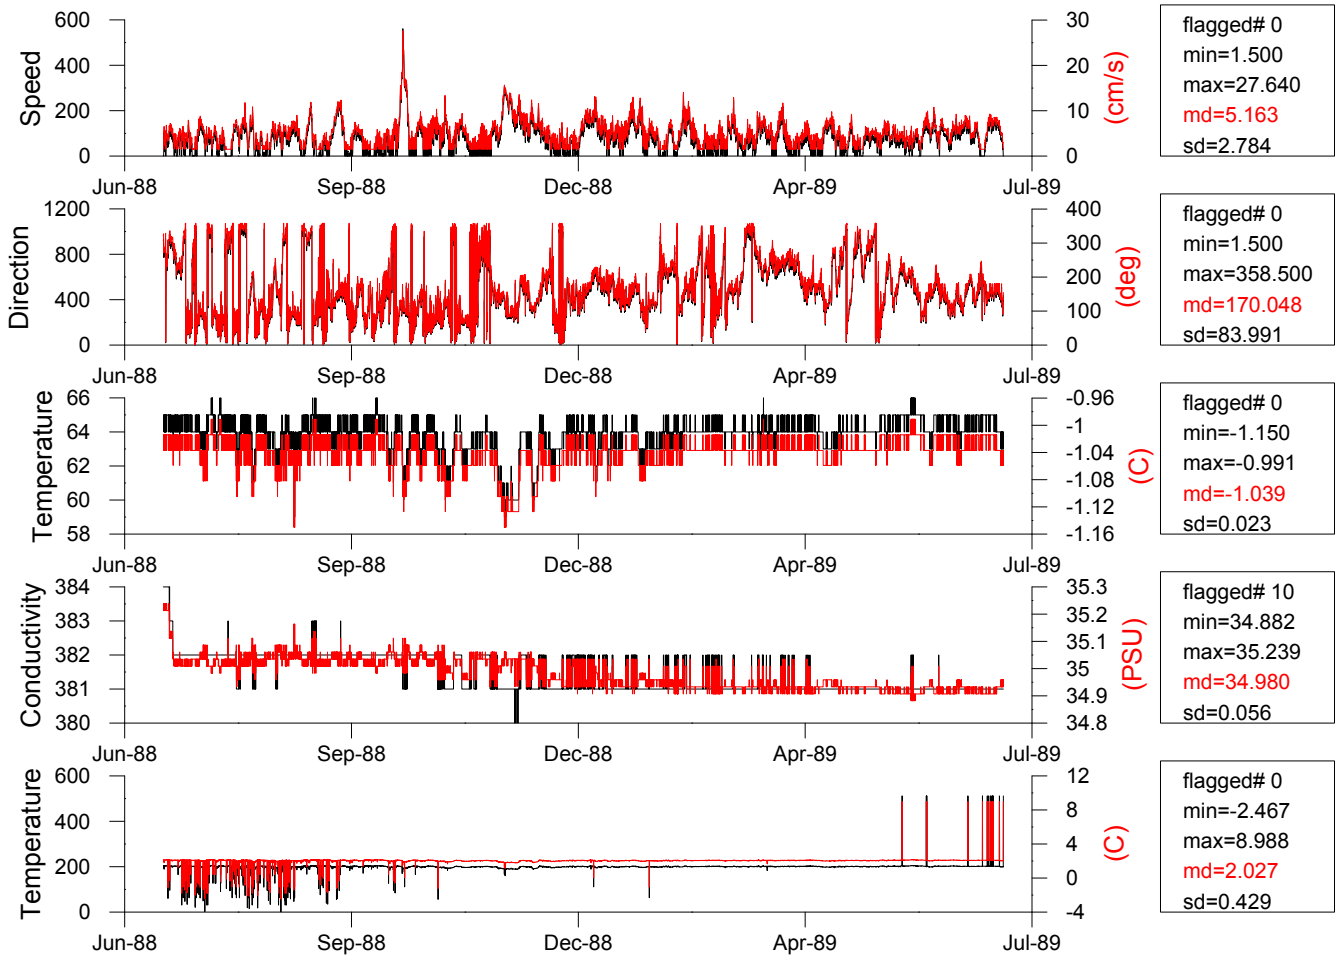 600
400
200
0
Speed
30
20
10
0
(cm/s)
Jun-88
Sep-88
Dec-88
Apr-89
Jul-89
flagged# 0
min=1.500
max=27.640
md=5.163
sd=2.784
1200
800
400
0
Direction
400
300
200
100
0
(deg)
Jun-88
Sep-88
Dec-88
Apr-89
Jul-89
flagged# 0
min=1.500
max=358.500
md=170.048
sd=83.991
66
64
62
60
58
Temperature
-0.96
-1
-1.04
-1.08
-1.12
-1.16
(C)
Jun-88
Sep-88
Dec-88
Apr-89
Jul-89
flagged# 0
min=-1.150
max=-0.991
md=-1.039
sd=0.023
384
383
382
381
380
Conductivity
35.3
35.2
35.1
35
34.9
34.8
(PSU)
Jun-88
Sep-88
Dec-88
Apr-89
Jul-89
flagged# 10
min=34.882
max=35.239
md=34.980
sd=0.056
600
400
200
0
Temperature
12
8
4
0
-4
(C)
Jun-88
Sep-88
Dec-88
Apr-89
Jul-89
flagged# 0
min=-2.467
max=8.988
md=2.027
sd=0.429